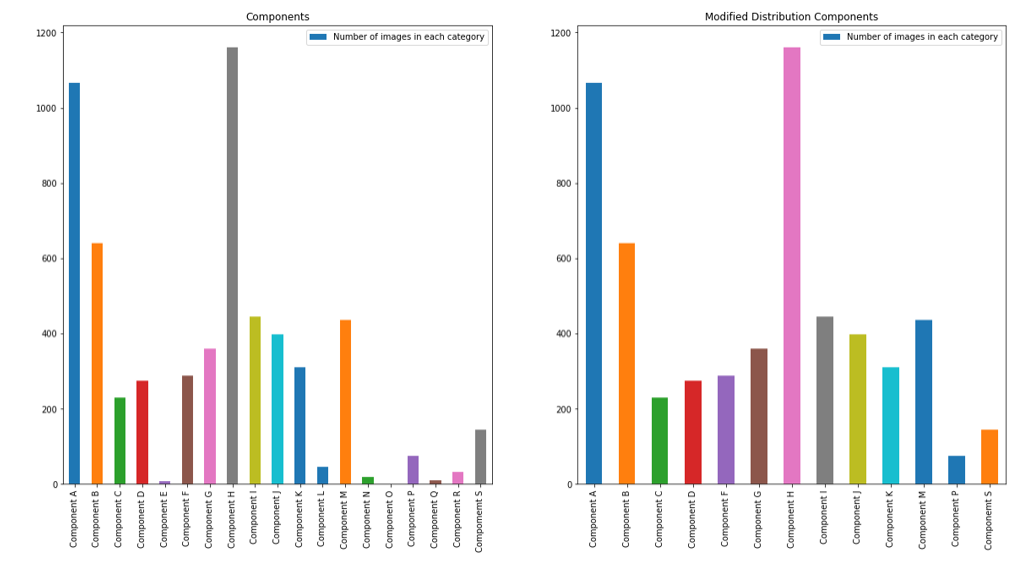 Components
Number of images in each category
1200
1000
800
600
400
200
0
Component A
Component B
Component C
Component D
Component E
Component F
Component G
Component H
Component I
Component J
Component K
Component L
Component M
Component N
Component O
Component P
Component Q
Component R
Componemt S
Modified Distribution Components
Number of images in each category
1200
1000
800
600
400
200
0
Component A
Component B
Component C
Component D
Component F
Component G
Component H
Component I
Component J
Component K
Component M
Component P
Componemt S